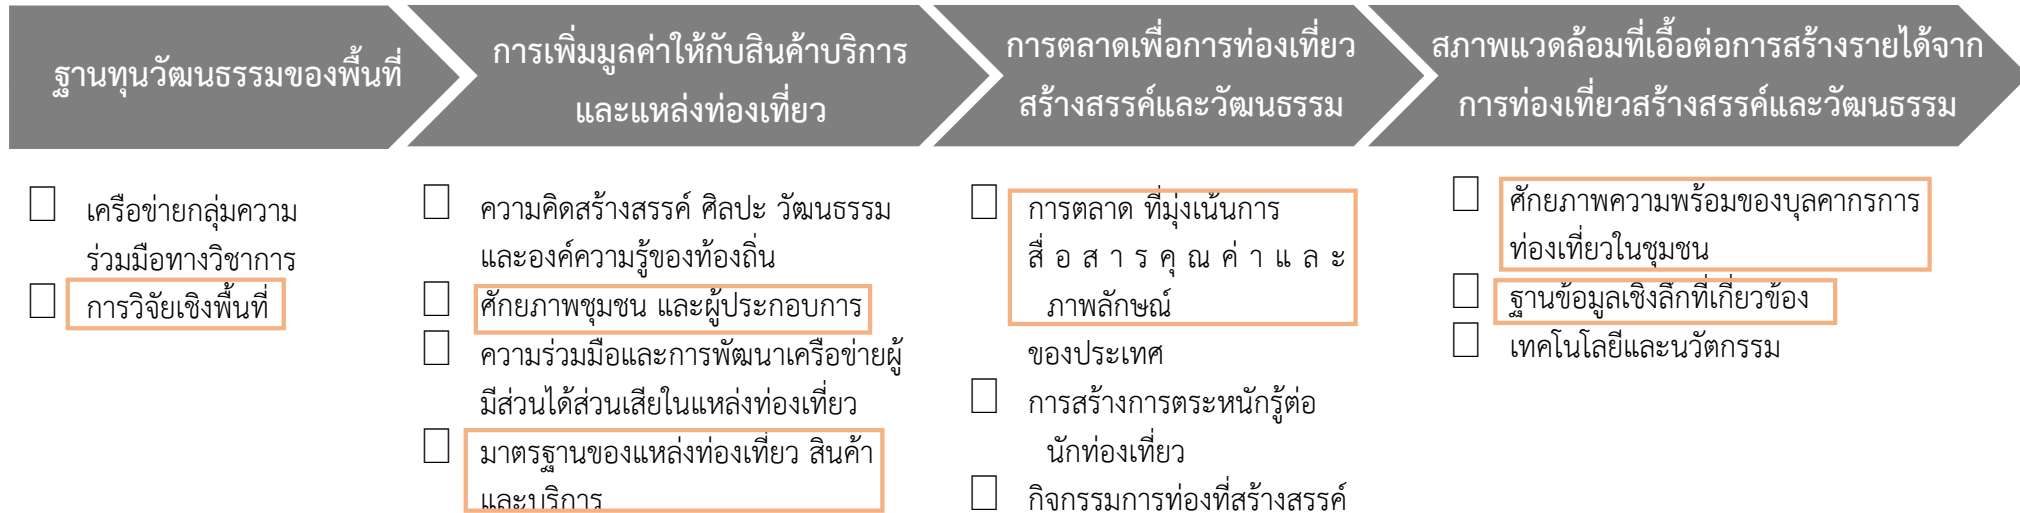 ฐานทุนวัฒนธรรมของพื้นที่
การเพิ่มมูลค่าให้กับสินค้าบริการ
และแหล่งท่องเที่ยว
การตลาดเพื่อการท่องเที่ยว
สร้างสรรค์และวัฒนธรรม
สภาพแวดล้อมที่เอื้อต่อการสร้างรายได้จาก
การท่องเที่ยวสร้างสรรค์และวัฒนธรรม
เครือข่ายกลุ่มความ
ร่วมมือทางวิชาการ
การวิจัยเชิงพื้นที่
ความคิดสร้างสรรค์ ศิลปะ วัฒนธรรม
และองค์ความรู้ของท้องถิ่น
ศักยภาพชุมชน และผู้ประกอบการ
ความร่วมมือและการพัฒนาเครือข่ายผู้
มีส่วนได้ส่วนเสียในแหล่งท่องเที่ยว
มาตรฐานของแหล่งท่องเที่ยว สินค้า
และบริการ
การตลาด ที่มุ่งเน้นการ
สื่ อ ส า ร คุ ณ ค่ า แ ล ะ
ภาพลักษณ์
ของประเทศ
การสร้างการตระหนักรู้ต่อ
นักท่องเที่ยว
กิจกรรมการท่องที่สร้างสรรค์
ศักยภาพความพร้อมของบุคลากรการ
ท่องเที่ยวในชุมชน
ฐานข้อมูลเชิงลึกที่เกี่ยวข้อง
เทคโนโลยีและนวัตกรรม